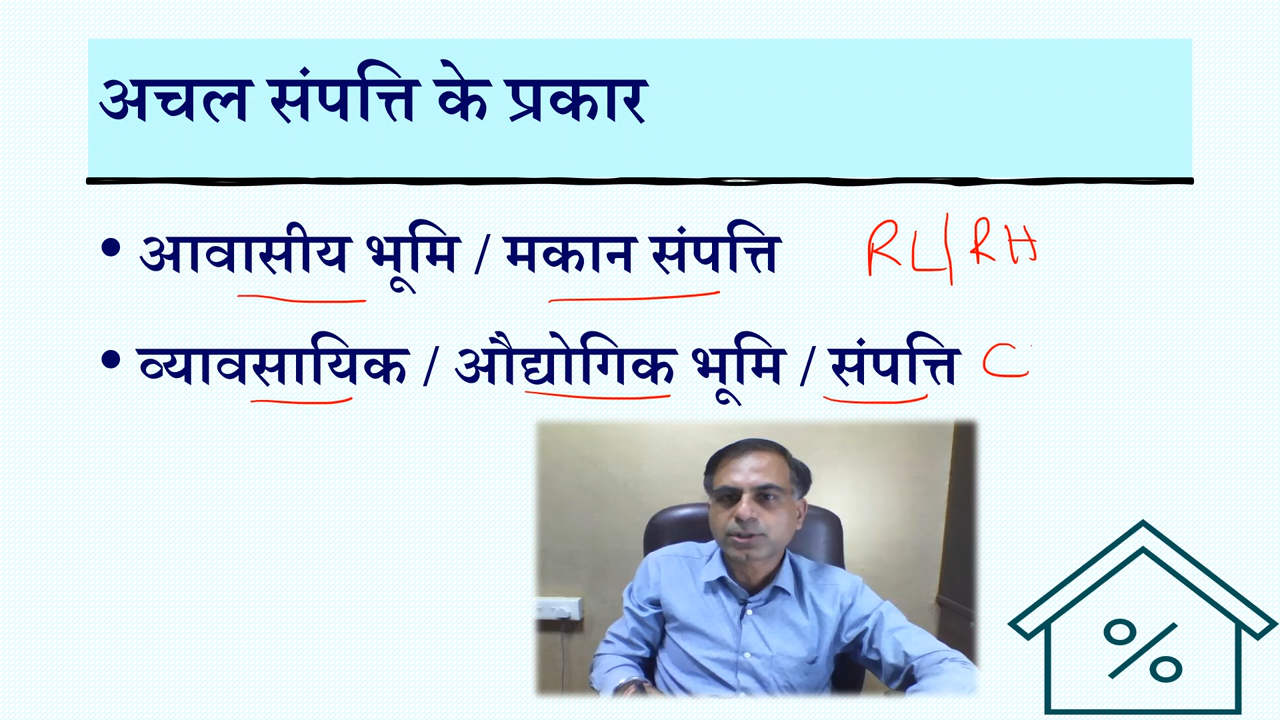 अचल संपत्ति के प्रकार
• आवासीय भूमि / मकान संपत्ति RL/RH
• व्यावसायिक / औद्योगिक भूमि / संपत्ति C
%